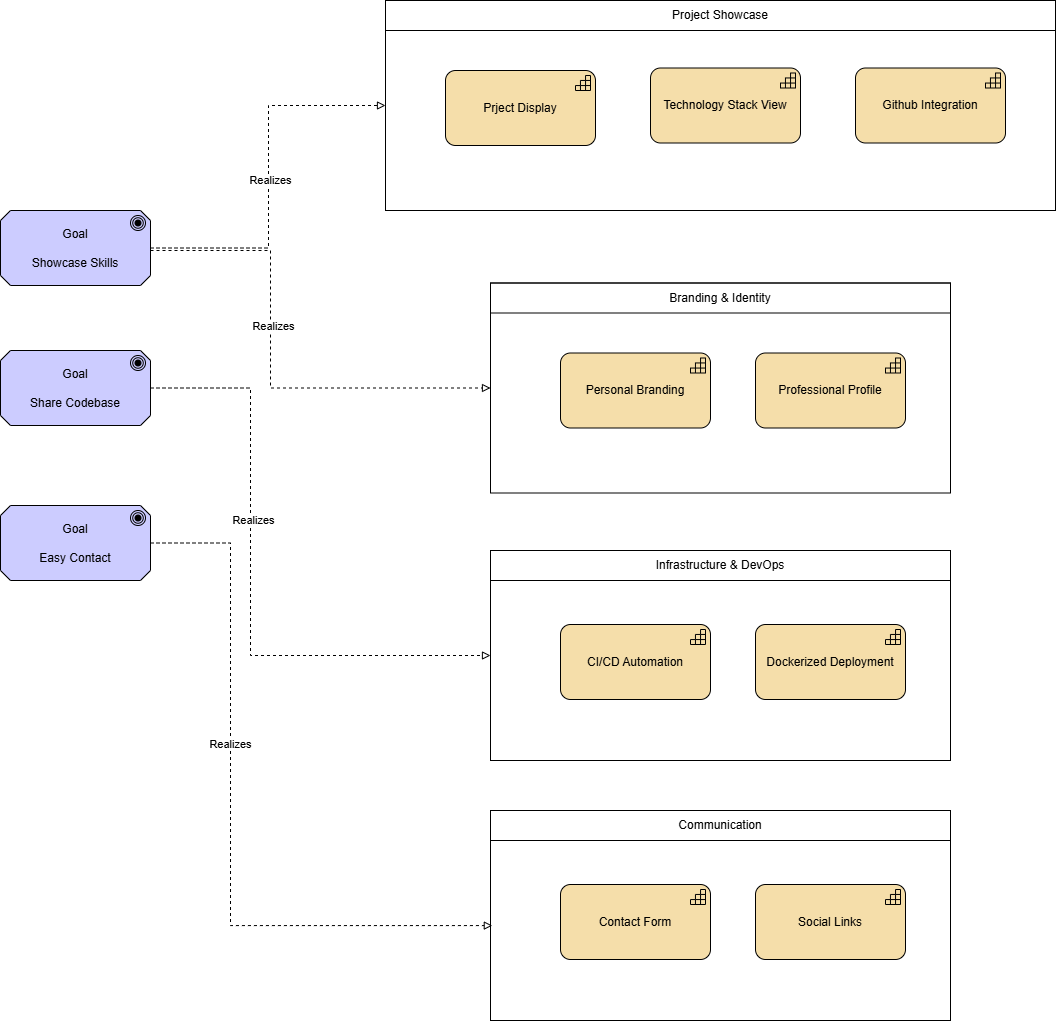 Project Showcase
Prject Display
Technology Stack View
Github Integration
Realizes
Goal
Showcase Skills
Branding & Identity
Realizes
Goal
Share Codebase
Personal Branding
Professional Profile
Realizes
Goal
Easy Contact
Infrastructure & DevOps
CI/CD Automation
Dockerized Deployment
Realizes
Communication
Contact Form
Social Links